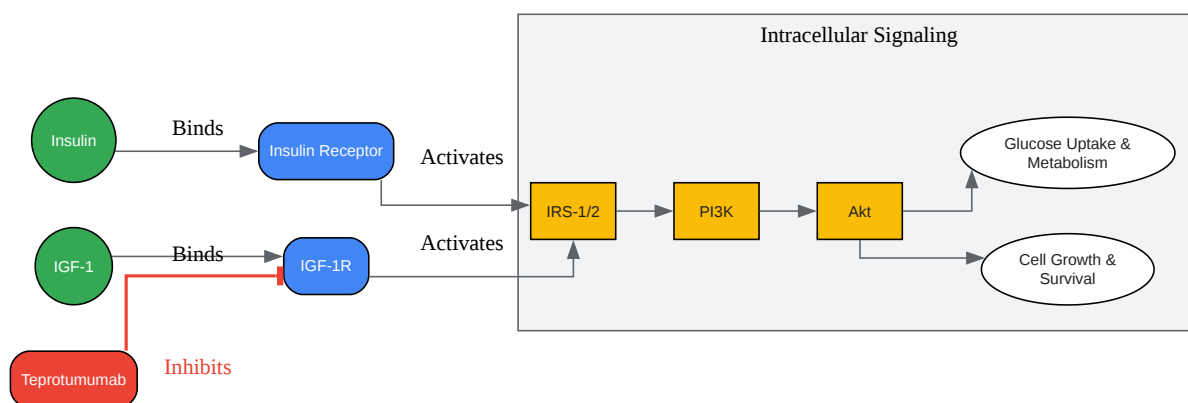 Intracellular Signaling
Insulin
Binds
Insulin Receptor
Activates
Glucose Uptake &
Metabolism
IRS-1/2
PI3K
Akt
IGF-1
Binds
IGF-1R
Activates
Cell Growth &
Survival
Teprotumumab
Inhibits